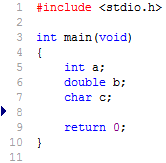 1 #include <stdio.h>
2
3 int main(void)
4 {
5     int a;
6     double b;
7     char c;
8
9     return 0;
10 }
11